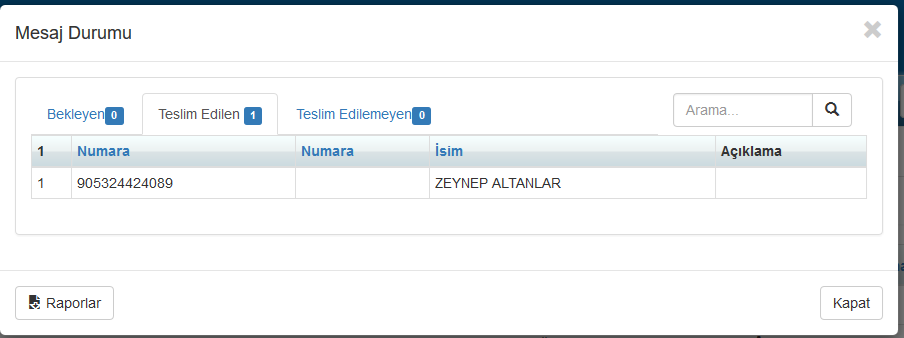 Mesaj Durumu
Bekleyen 0 Teslim Edilen 1 Teslim Edilemeyen 0 Arama...
1 Numara Numara İsim Açıklama
1 905324424089 ZEYNEP ALTANLAR
Raporlar Kapat